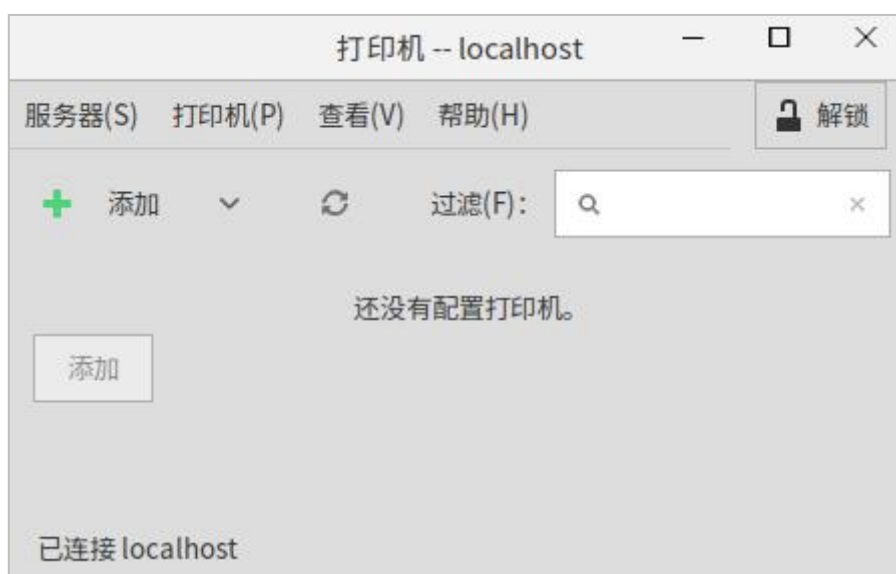 打印机 -- localhost
服务器(S) 打印机(P) 查看(V) 帮助(H) 解锁
添加 过滤(F)：
还没有配置打印机。
添加
已连接 localhost